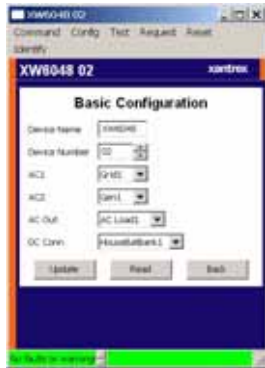 XW6048 02
Command Config Test Request Reset
Identify
XW6048 02 xantrex
Basic Configuration
Device Name XW6048
Device Number 02
AC1 Grid1
AC2 Gen1
AC Out AC Load1
DC Conn HouseBatBank1
Update Read Back
No faults or warnings